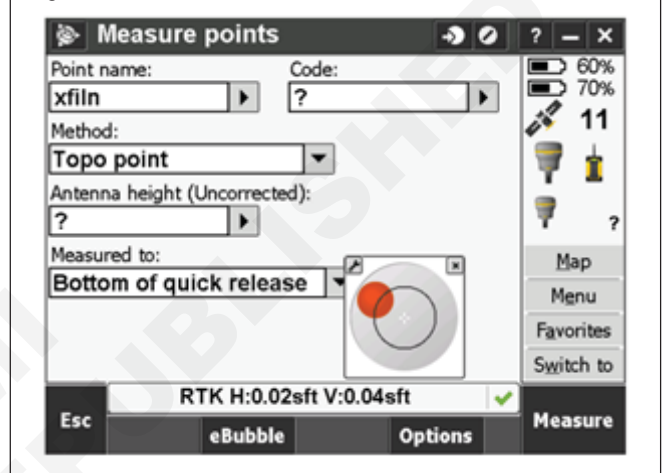 Measure points
? – ×
Point name: Code:
xfiln ?
Method:
Topo point
Antenna height (Uncorrected):
?
Measured to:
Bottom of quick release
60%
70%
11
?
Map
Menu
Favorites
Switch to
RTK H:0.02sft V:0.04sft
Esc
eBubble
Options
Measure
PUBLISHED